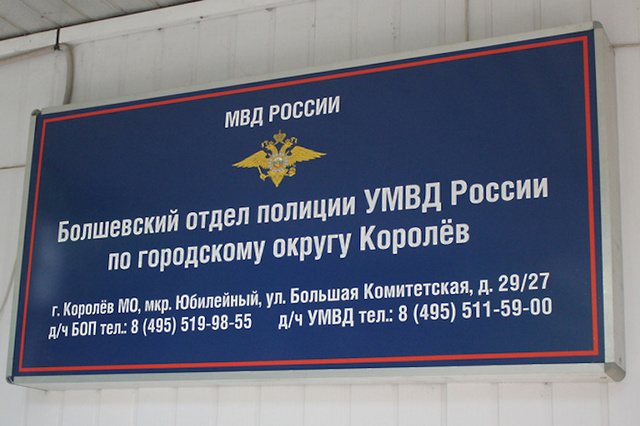 МВД РОССИИ
Болшевский отдел полиции УМВД России
по городскому округу Королёв
г. Королёв МО, мкр. Юбилейный, ул. Большая Комитетская, д. 29/27
д/ч БОП тел.: 8 (495) 519-98-55 д/ч УМВД тел.: 8 (495) 511-59-00